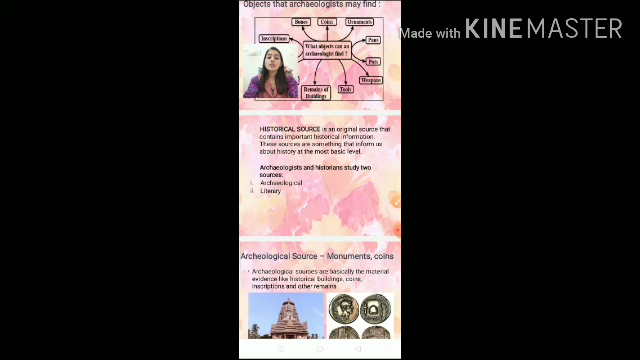 Objects that archaeologists may find :
Bones
Coins
Ornaments
Inscriptions
What objects can an
archaeologist find ?
Pans
Pots
Weapons
Remains of
Buildings
Tools
HISTORICAL SOURCE is an original source that
contains important historical information.
These sources are something that inform us
about history at the most basic level.
Archaeologists and historians study two
sources:
i. Archaeological
ii. Literary
Archeological Source – Monuments, coins
• Archaeological sources are basically the material
evidence like historical buildings, coins,
inscriptions and other remains
Made with KINEMASTER